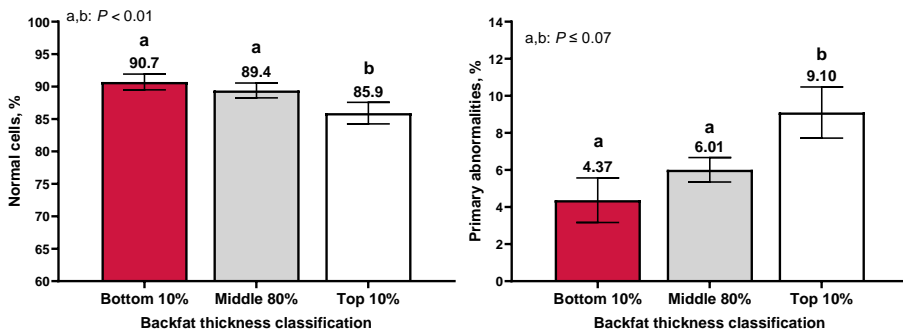 a,b: P < 0.01
Normal cells, %
100
95
90
85
80
75
70
65
60
a
90.7
a
89.4
b
85.9
Bottom 10%
Middle 80%
Top 10%
Backfat thickness classification
a,b: P ≤ 0.07
Primary abnormalities, %
14
12
10
8
6
4
2
0
a
4.37
a
6.01
b
9.10
Bottom 10%
Middle 80%
Top 10%
Backfat thickness classification